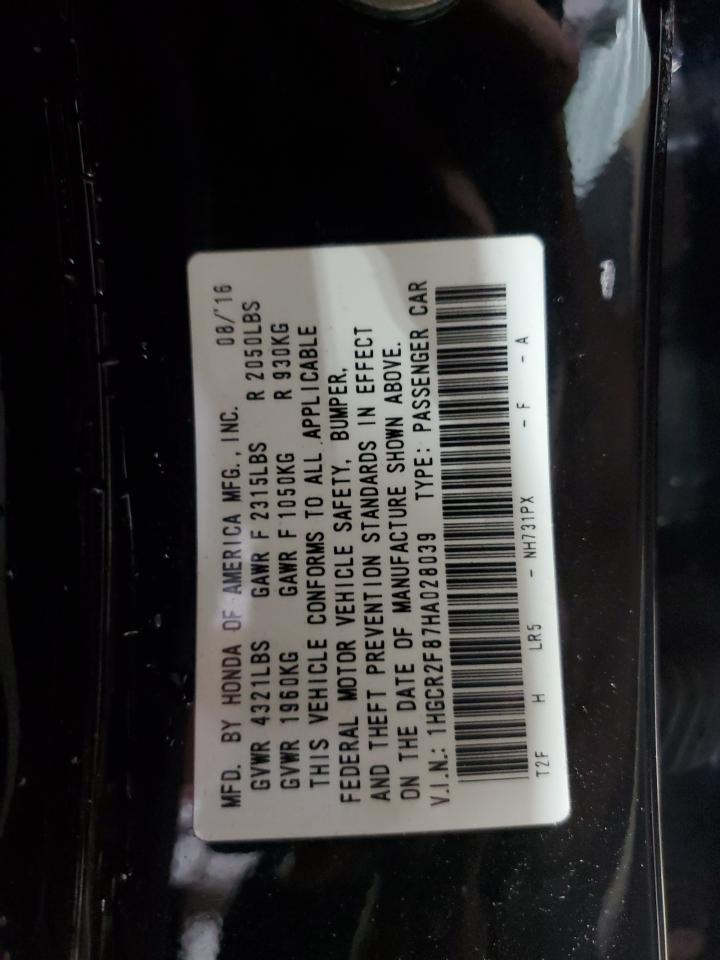 MFD. BY HONDA OF AMERICA MFG., INC. 08/'16
GVWR 4321LBS GAWR F 2315LBS R 2050LBS
GVWR 1960KG GAWR F 1050KG R 930KG
THIS VEHICLE CONFORMS TO ALL APPLICABLE
FEDERAL MOTOR VEHICLE SAFETY, BUMPER,
AND THEFT PREVENTION STANDARDS IN EFFECT
ON THE DATE OF MANUFACTURE SHOWN ABOVE.
V.I.N.: 1HGCR2F87HA028039 TYPE: PASSENGER CAR
T2F H LR5 - NH731PX - F - A